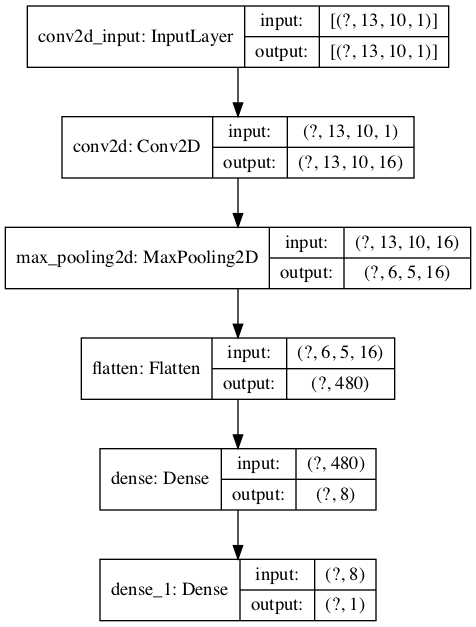 conv2d_input: InputLayer
input: [(?, 13, 10, 1)]
output: [(?, 13, 10, 1)]
conv2d: Conv2D
input: (?, 13, 10, 1)
output: (?, 13, 10, 16)
max_pooling2d: MaxPooling2D
input: (?, 13, 10, 16)
output: (?, 6, 5, 16)
flatten: Flatten
input: (?, 6, 5, 16)
output: (?, 480)
dense: Dense
input: (?, 480)
output: (?, 8)
dense_1: Dense
input: (?, 8)
output: (?, 1)